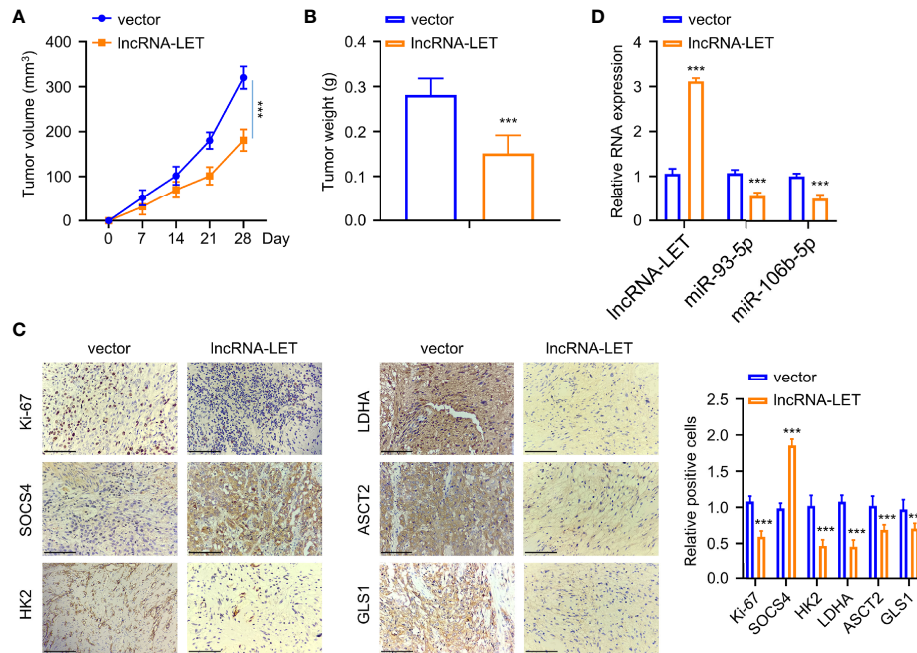 A
vector
lncRNA-LET
Tumor volume (mm³)
400
300
200
100
0
***
0 7 14 21 28 Day
B
vector
lncRNA-LET
Tumor weight (g)
0.4
0.3
0.2
0.1
0.0
***
D
vector
lncRNA-LET
Relative RNA expression
4
3
2
1
0
***
***
***
lncRNA-LET
miR-93-5p
miR-106b-5p
C
vector lncRNA-LET
Ki-67
SOCS4
HK2
vector lncRNA-LET
LDHA
ASCT2
GLS1
vector
lncRNA-LET
Relative positive cells
2.5
2.0
1.5
1.0
0.5
0.0
***
***
***
***
***
**
Ki-67
SOCS4
HK2
LDHA
ASCT2
GLS1